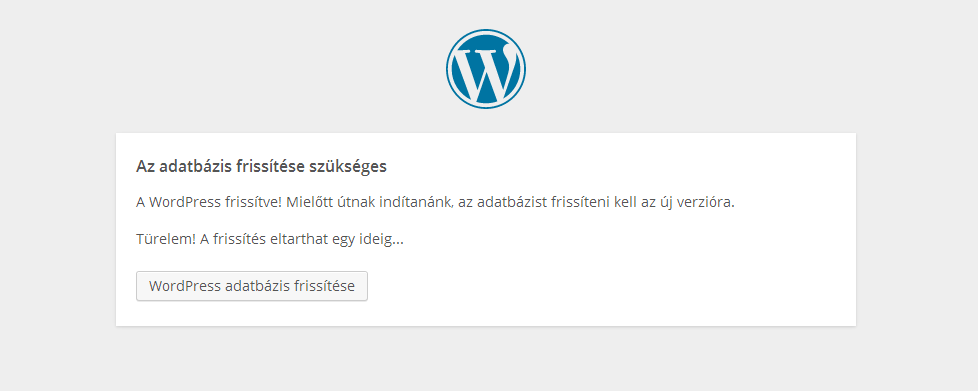 Az adatbázis frissítése szükséges
A WordPress frissítve! Mielőtt útnak indítanánk, az adatbázist frissíteni kell az új verzióra.
Türelem! A frissítés eltarthat egy ideig...
WordPress adatbázis frissítése